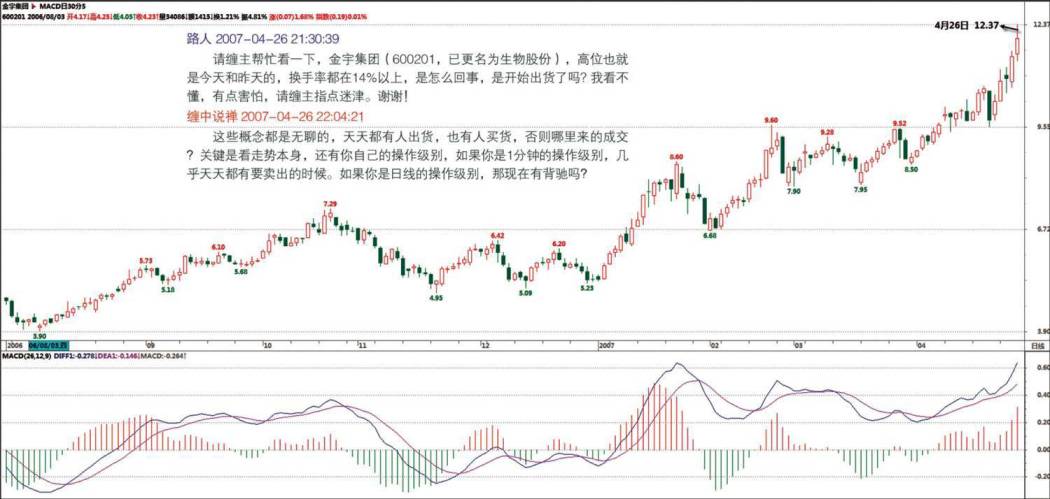 金宇集团 ▶ MACD日30分5
600201 2006/08/03 开4.17↓高4.25↓低4.05↑收4.23↑量34086↓额1415↓换1.21% 振4.81% 涨(0.07)1.68% 指数(0.19)0.01%
4月26日 12.37
12.37
路人 2007-04-26 21:30:39
请缠主帮忙看一下，金宇集团（600201，已更名为生物股份），高位也就
是今天和昨天的，换手率都在14%以上，是怎么回事，是开始出货了吗？我看不
懂，有点害怕，请缠主指点迷津。谢谢！
缠中说禅 2007-04-26 22:04:21
这些概念都是无聊的，天天都有人出货，也有人买货，否则哪里来的成交
？关键是看走势本身，还有你自己的操作级别，如果你是1分钟的操作级别，几
乎天天都有要卖出的时候。如果你是日线的操作级别，那现在有背驰吗？
9.60
9.28
9.52
9.55
8.60
7.90
7.95
8.50
7.29
6.72
6.68
6.42
6.20
6.10
5.73
5.68
5.10
4.95
5.09
5.23
3.90
3.90
2006 06/08/03,四 09 10 11 12 2007 02 03 04 日线
MACD(26,12,9) DIFF1:-0.278↓DEA1:-0.146↓MACD:-0.264↑
0.60
0.40
0.20
0.00
-0.20